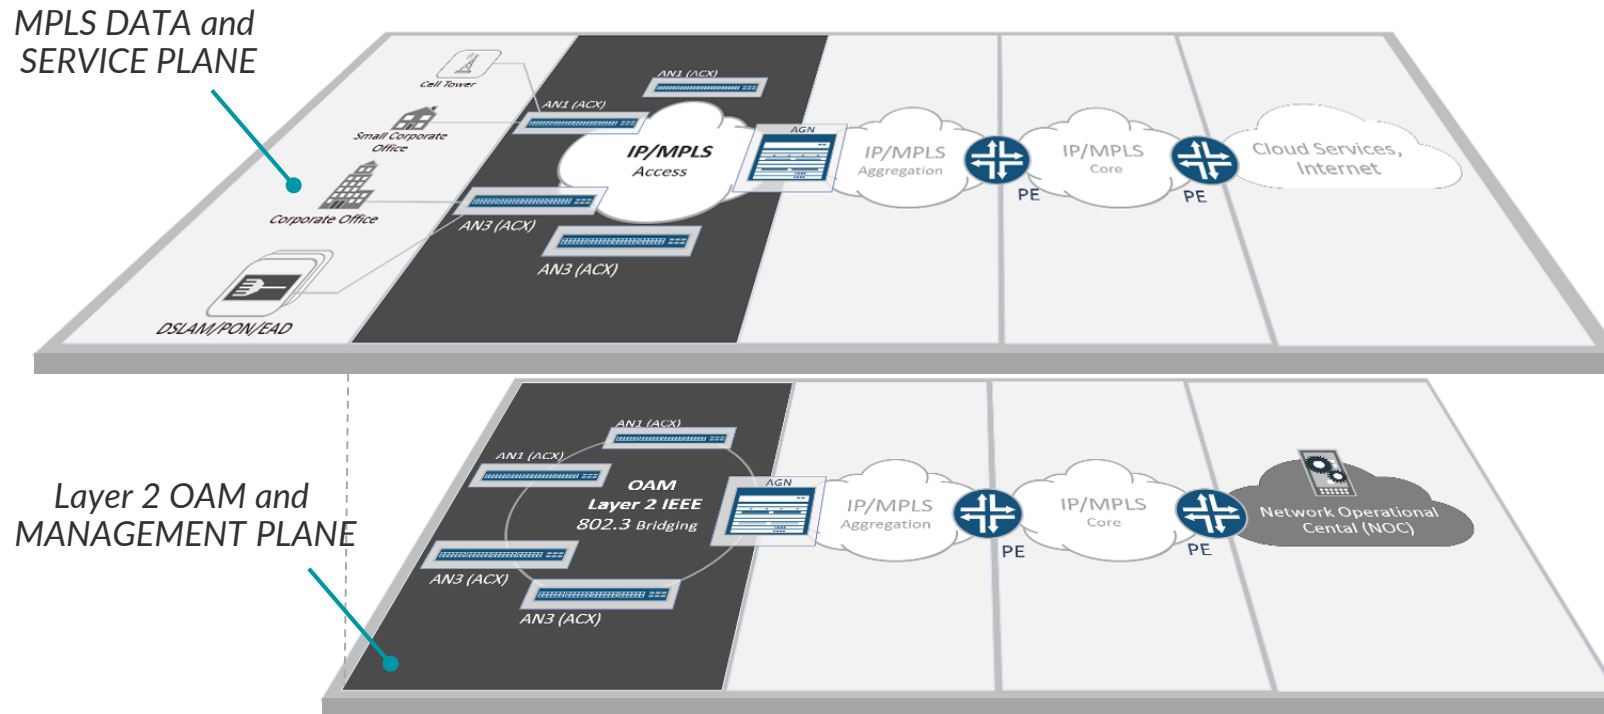 MPLS DATA and
SERVICE PLANE
Cell Tower
Small Corporate
Office
Corporate Office
DSLAM/PON/EAD
AN1 (ACX)
AN1 (ACX)
IP/MPLS
Access
AN3 (ACX)
AN3 (ACX)
AGN
IP/MPLS
Aggregation
PE
IP/MPLS
Core
PE
Cloud Services,
Internet
Layer 2 OAM and
MANAGEMENT PLANE
AN1 (ACX)
AN1 (ACX)
OAM
Layer 2 IEEE
802.3 Bridging
AN3 (ACX)
AN3 (ACX)
AGN
IP/MPLS
Aggregation
PE
IP/MPLS
Core
PE
Network Operational
Cental (NOC)